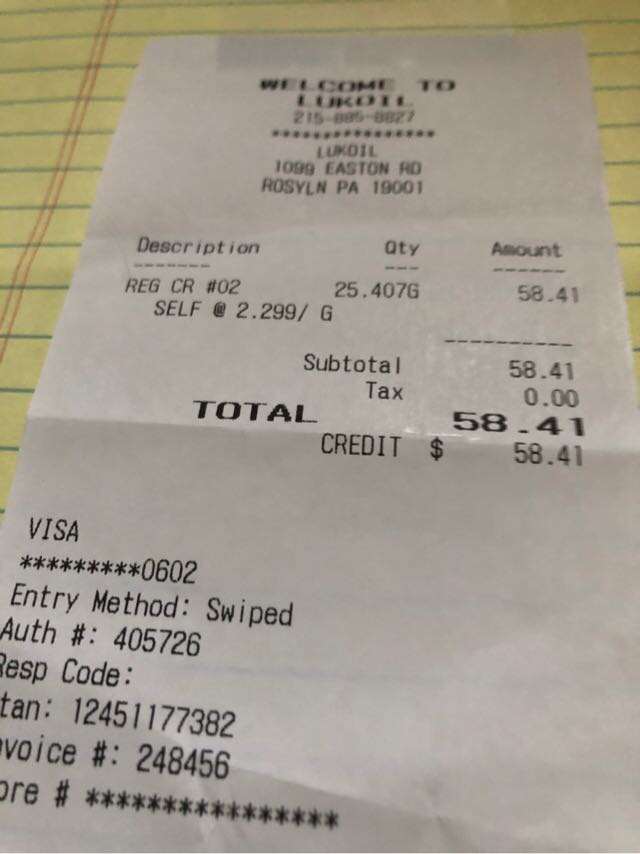 WELCOME TO
LUKOIL
215-885-8827
****************
LUKOIL
1099 EASTON RD
ROSYLN PA 19001
Description Qty Amount
------- --- ------
REG CR #02 25.407G 58.41
SELF @ 2.299/ G
----------
Subtotal 58.41
Tax 0.00
TOTAL 58.41
CREDIT $ 58.41
VISA
*********0602
Entry Method: Swiped
Auth #: 405726
Resp Code:
tan: 12451177382
nvoice #: 248456
ore # ****************